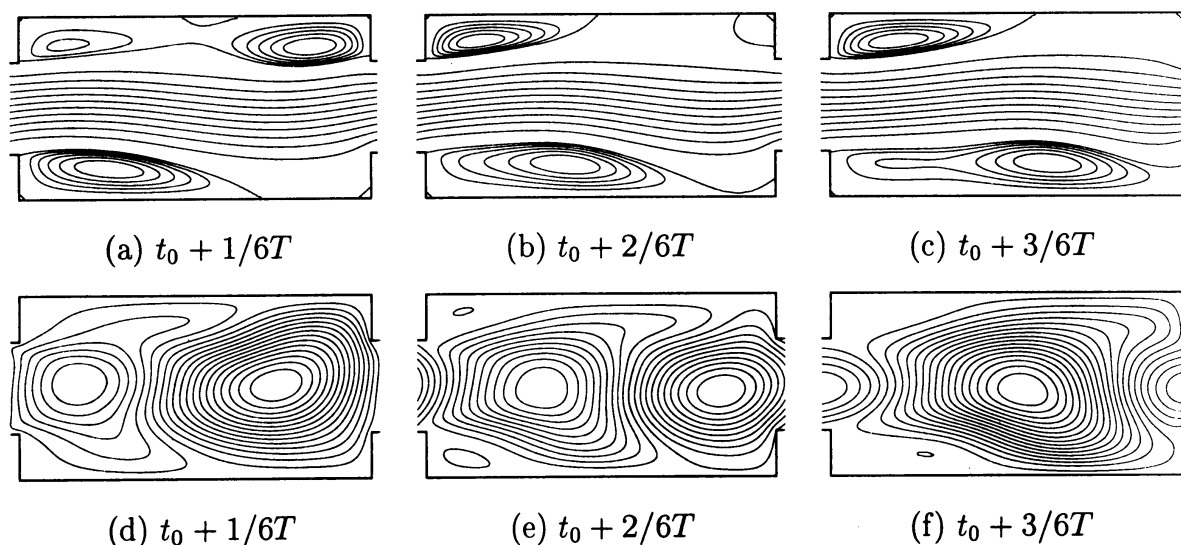 (a) t₀ + 1/6T
(b) t₀ + 2/6T
(c) t₀ + 3/6T
(d) t₀ + 1/6T
(e) t₀ + 2/6T
(f) t₀ + 3/6T